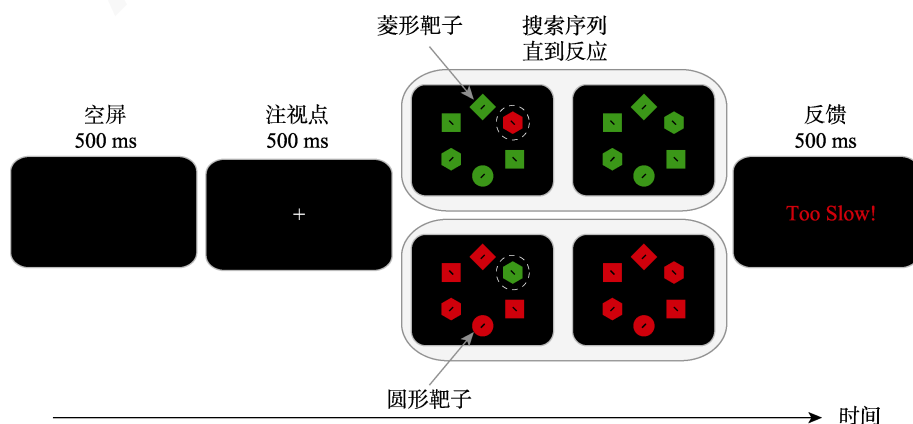 菱形靶子
搜索序列
直到反应
空屏
500 ms
注视点
500 ms
反馈
500 ms
+
Too Slow!
圆形靶子
时间